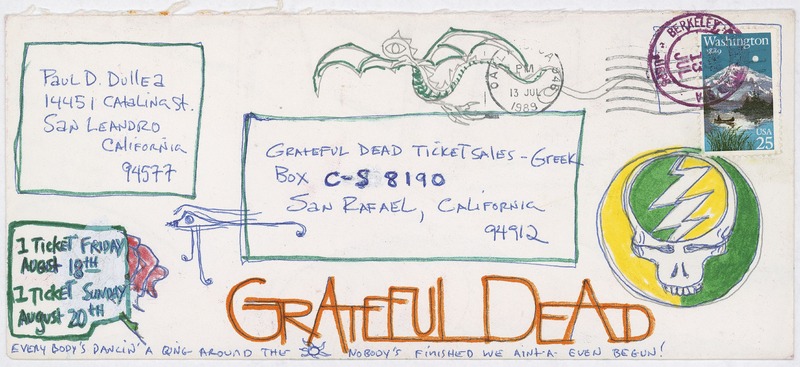 Paul D. Dullea
14451 Catalina St.
San Leandro
California
94577
PM
13 JUL
1989
BERKELEY
Washington
1889
USA
25
Grateful Dead Ticket Sales - Greek
Box C-S 8190
San Rafael, California
94912
1 Ticket Friday
August 18th
1 Ticket Sunday
August 20th
GRATEFUL DEAD
EVERY BODY'S DANCIN' A RING AROUND THE NOBODY'S FINISHED WE AIN'T A EVEN BEGUN!